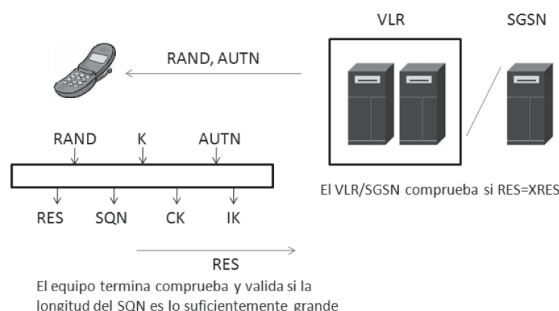 VLR
SGSN
RAND, AUTN
RAND
K
AUTN
El VLR/SGSN comprueba si RES=XRES
RES
SQN
CK
IK
RES
El equipo termina comprueba y valida si la
longitud del SQN es lo suficientemente grande